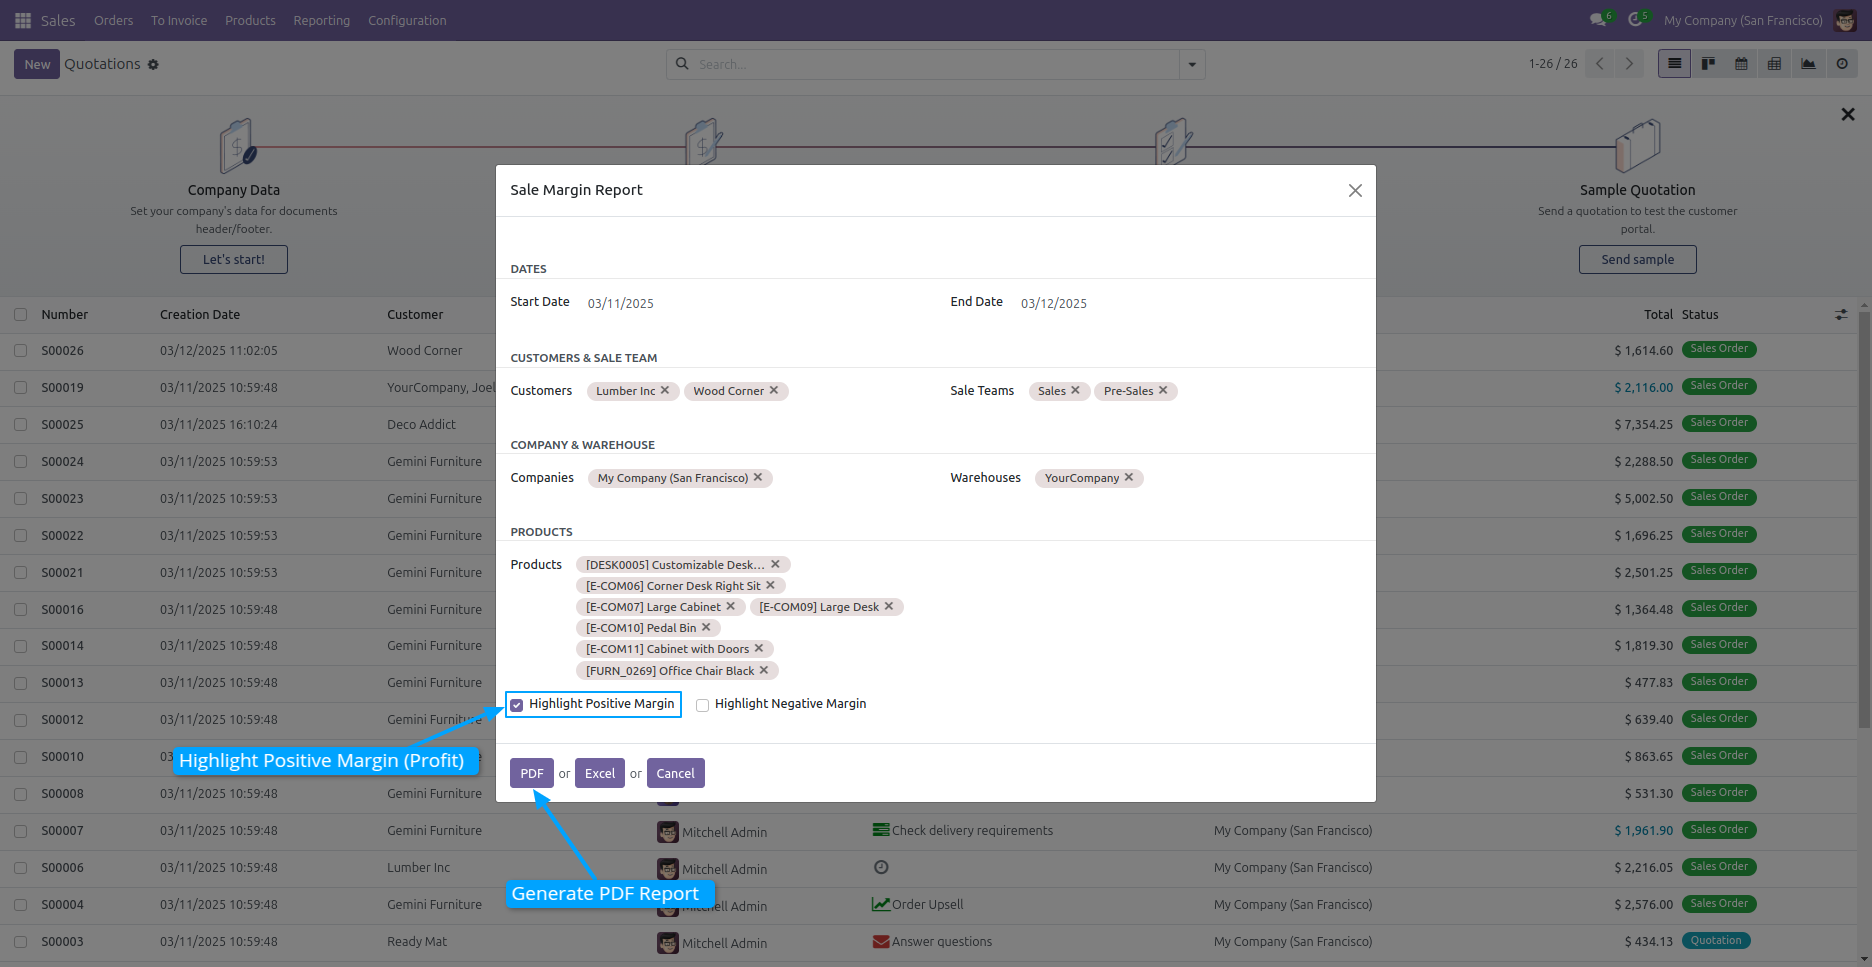 Sales Orders To Invoice Products Reporting Configuration 6 5 My Company (San Francisco)
New Quotations Search... 1-26 / 26
Company Data
Set your company's data for documents
header/footer.
Let's start!
Sample Quotation
Send a quotation to test the customer
portal.
Send sample
Sale Margin Report
DATES
Start Date 03/11/2025 End Date 03/12/2025
CUSTOMERS & SALE TEAM
Customers Lumber Inc Wood Corner Sale Teams Sales Pre-Sales
COMPANY & WAREHOUSE
Companies My Company (San Francisco) Warehouses YourCompany
PRODUCTS
Products [DESK0005] Customizable Desk...
[E-COM06] Corner Desk Right Sit
[E-COM07] Large Cabinet [E-COM09] Large Desk
[E-COM10] Pedal Bin
[E-COM11] Cabinet with Doors
[FURN_0269] Office Chair Black
Highlight Positive Margin Highlight Negative Margin
Highlight Positive Margin (Profit)
PDF or Excel or Cancel
Generate PDF Report
Number Creation Date Customer Total Status
S00026 03/12/2025 11:02:05 Wood Corner $ 1,614.60 Sales Order
S00019 03/11/2025 10:59:48 YourCompany, Joel $ 2,116.00 Sales Order
S00025 03/11/2025 16:10:24 Deco Addict $ 7,354.25 Sales Order
S00024 03/11/2025 10:59:53 Gemini Furniture $ 2,288.50 Sales Order
S00023 03/11/2025 10:59:53 Gemini Furniture $ 5,002.50 Sales Order
S00022 03/11/2025 10:59:53 Gemini Furniture $ 1,696.25 Sales Order
S00021 03/11/2025 10:59:53 Gemini Furniture $ 2,501.25 Sales Order
S00016 03/11/2025 10:59:48 Gemini Furniture $ 1,364.48 Sales Order
S00014 03/11/2025 10:59:48 Gemini Furniture $ 1,819.30 Sales Order
S00013 03/11/2025 10:59:48 Gemini Furniture $ 477.83 Sales Order
S00012 03/11/2025 10:59:48 Gemini Furniture $ 639.40 Sales Order
S00010 03 $ 863.65 Sales Order
S00008 03/11/2025 10:59:48 Gemini Furniture $ 531.30 Sales Order
S00007 03/11/2025 10:59:48 Gemini Furniture Mitchell Admin Check delivery requirements My Company (San Francisco) $ 1,961.90 Sales Order
S00006 03/11/2025 10:59:48 Lumber Inc Mitchell Admin My Company (San Francisco) $ 2,216.05 Sales Order
S00004 03/11/2025 10:59:48 Gemini Furniture Mitchell Admin Order Upsell My Company (San Francisco) $ 2,576.00 Sales Order
S00003 03/11/2025 10:59:48 Ready Mat Mitchell Admin Answer questions My Company (San Francisco) $ 434.13 Quotation